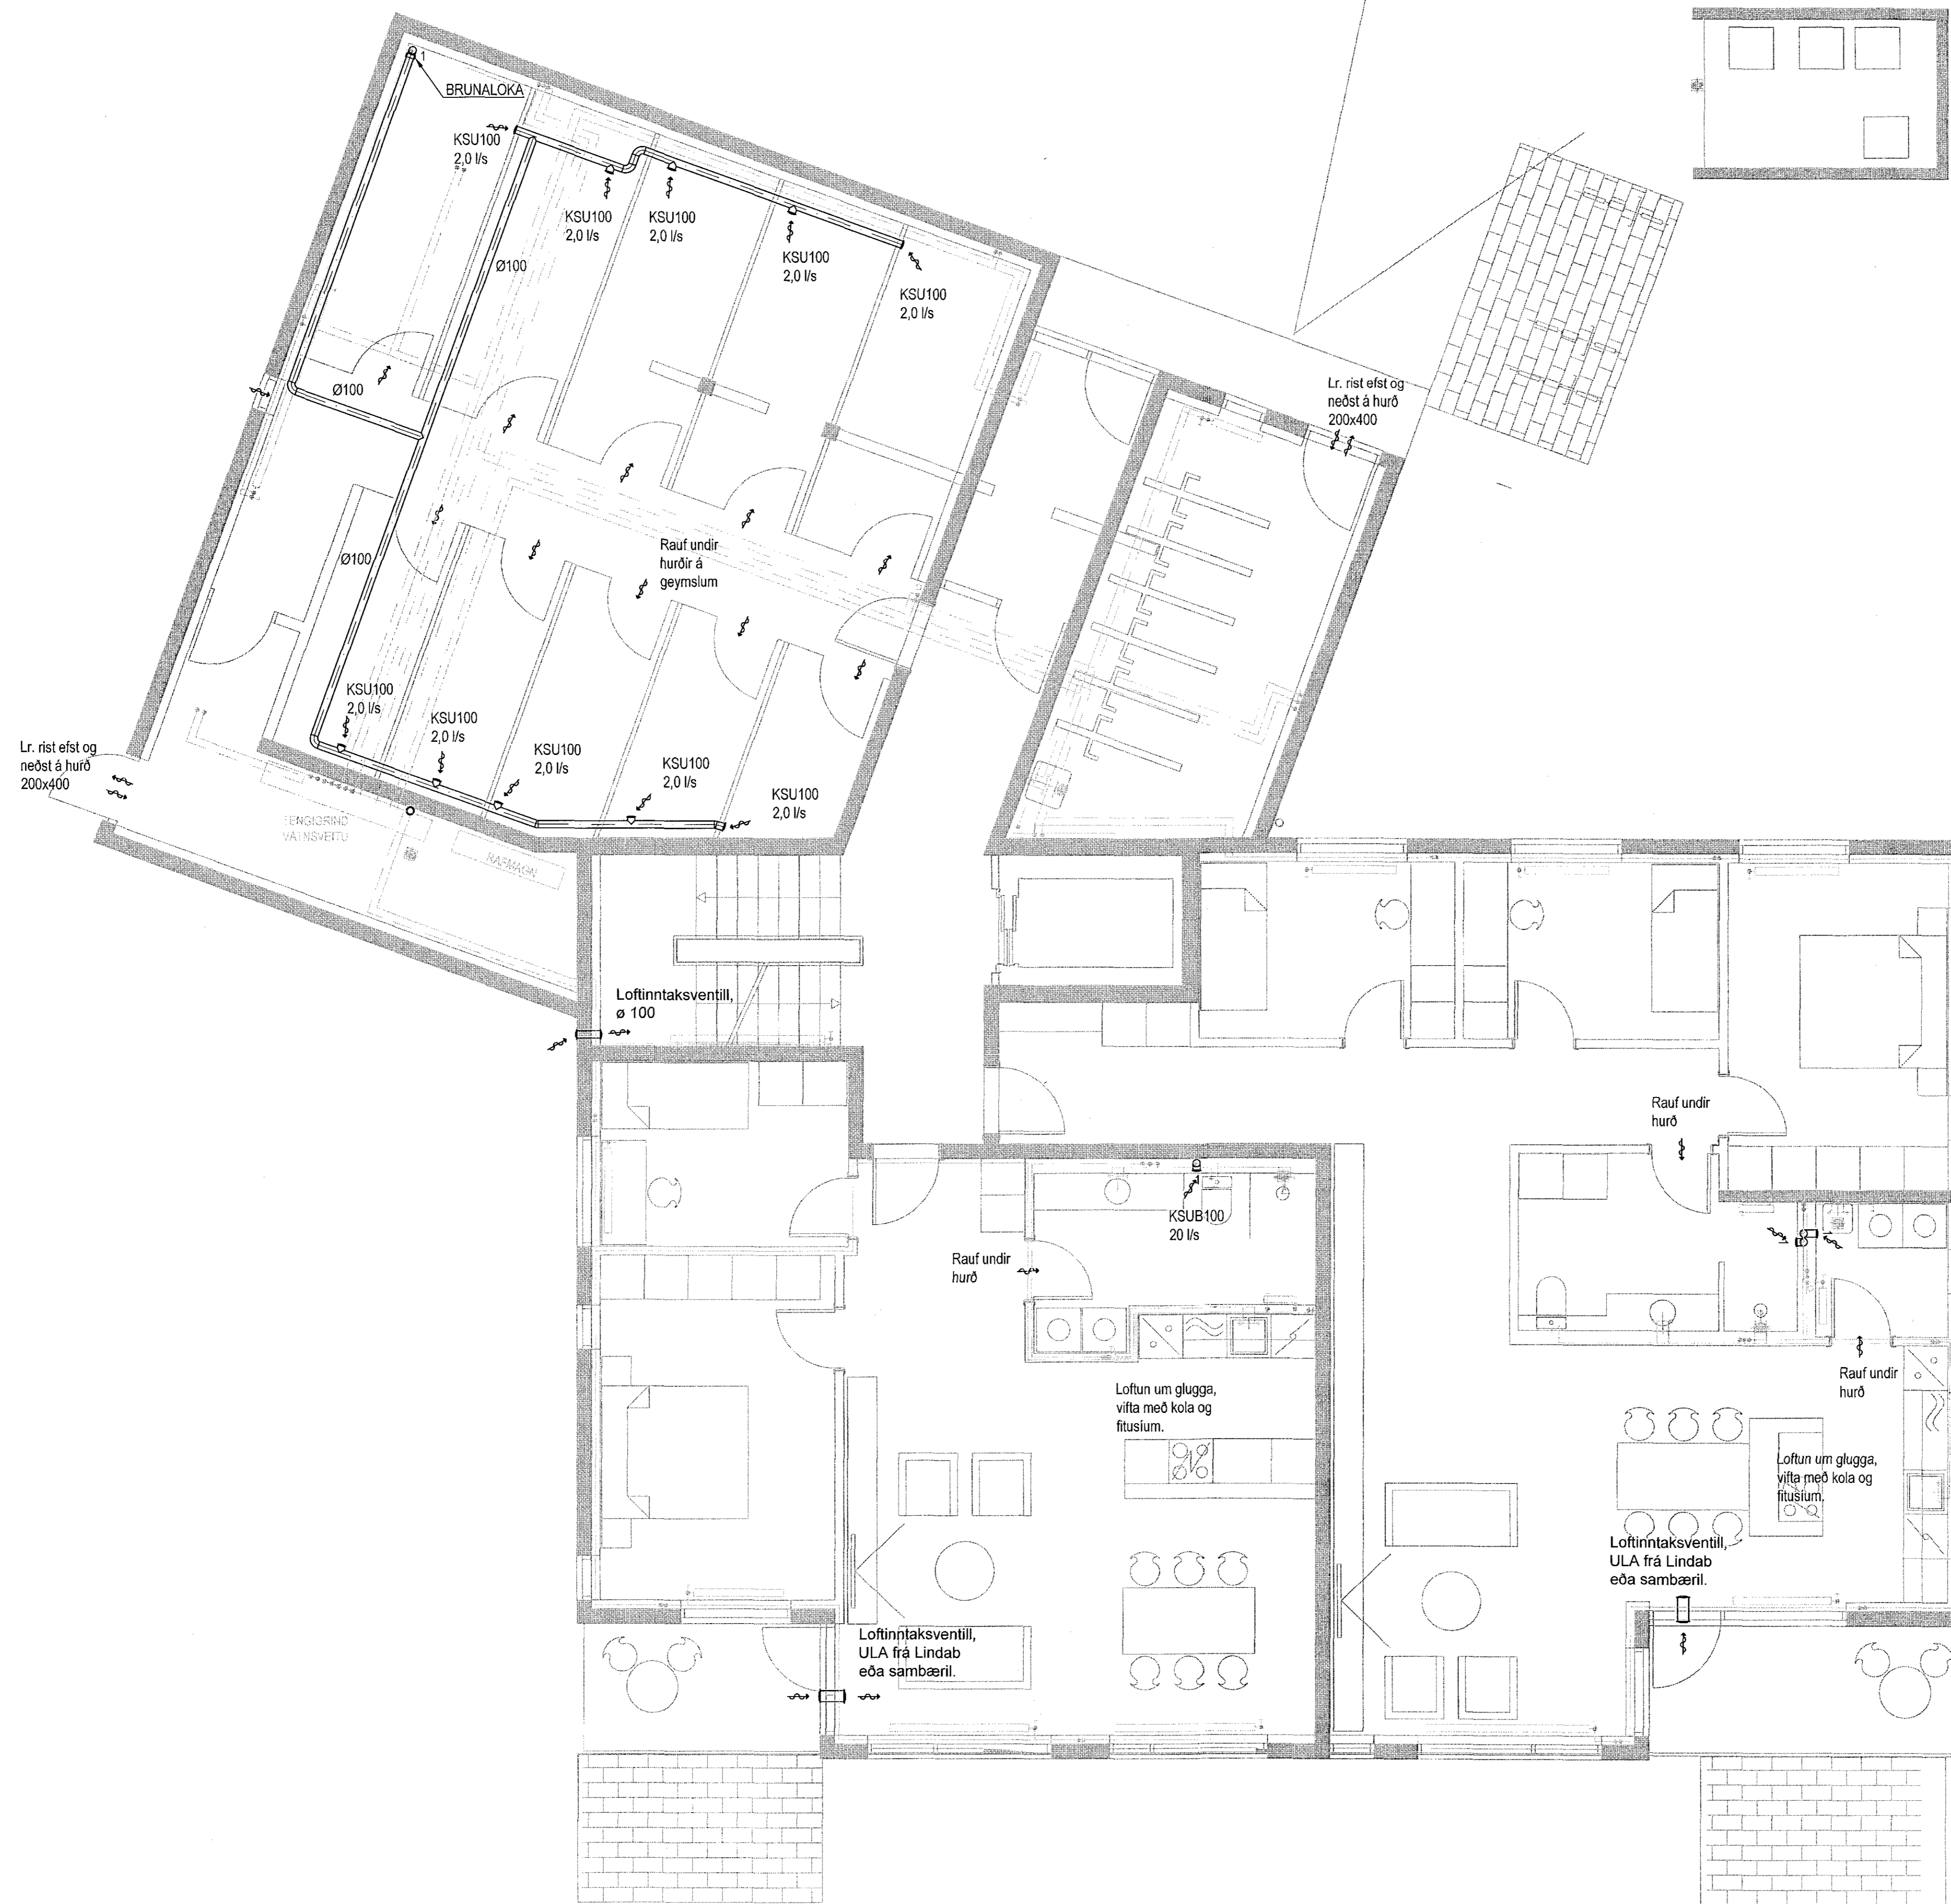 1
BRUNALOKA
KSU100
2,0 l/s
KSU100
2,0 l/s
KSU100
2,0 l/s
KSU100
2,0 l/s
KSU100
2,0 l/s
Ø100
Ø100
Ø100
Lr. rist efst og
neðst á hurð
200x400
Rauf undir
hurðir á
geymslum
KSU100
2,0 l/s
KSU100
2,0 l/s
KSU100
2,0 l/s
KSU100
2,0 l/s
KSU100
2,0 l/s
Lr. rist efst og
neðst á hurð
200x400
TENGIGRIND
VATNSVEITU
RAFMAGN
Loftinntaksventill,
ø 100
Rauf undir
hurð
KSUB100
20 l/s
Rauf undir
hurð
Rauf undir
hurð
Loftun um glugga,
vifta með kola og
fitusíum.
Loftun um glugga,
vifta með kola og
fitusíum.
Loftinntaksventill,
ULA frá Lindab
eða sambæril.
Loftinntaksventill,
ULA frá Lindab
eða sambæril.